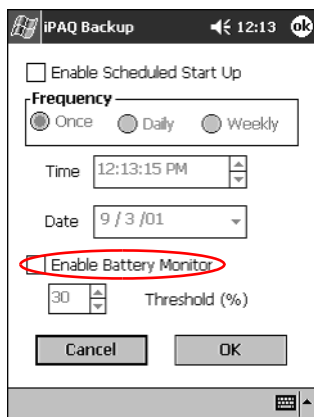 iPAQ Backup 12:13 ok
Enable Scheduled Start Up
Frequency
Once Daily Weekly
Time 12:13:15 PM
Date 9 / 3 /01
Enable Battery Monitor
30 Threshold (%)
Cancel OK